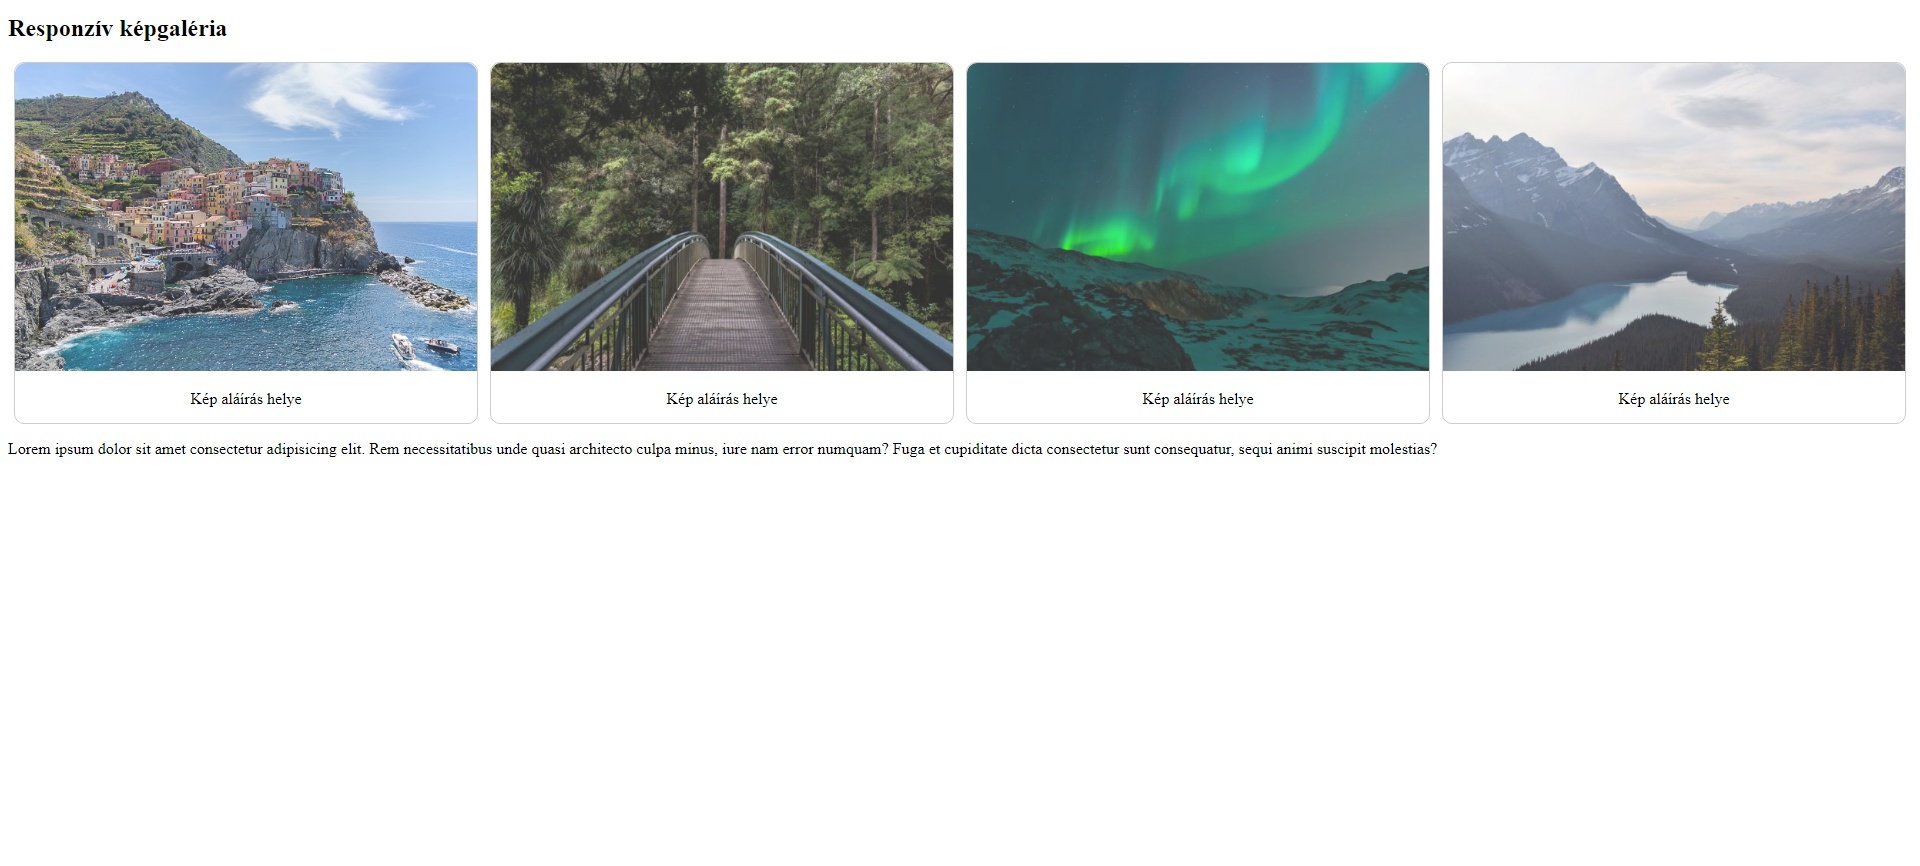 Responzív képgaléria
Kép aláírás helye
Kép aláírás helye
Kép aláírás helye
Kép aláírás helye
Lorem ipsum dolor sit amet consectetur adipisicing elit. Rem necessitatibus unde quasi architecto culpa minus, iure nam error numquam? Fuga et cupiditate dicta consectetur sunt consequatur, sequi animi suscipit molestias?